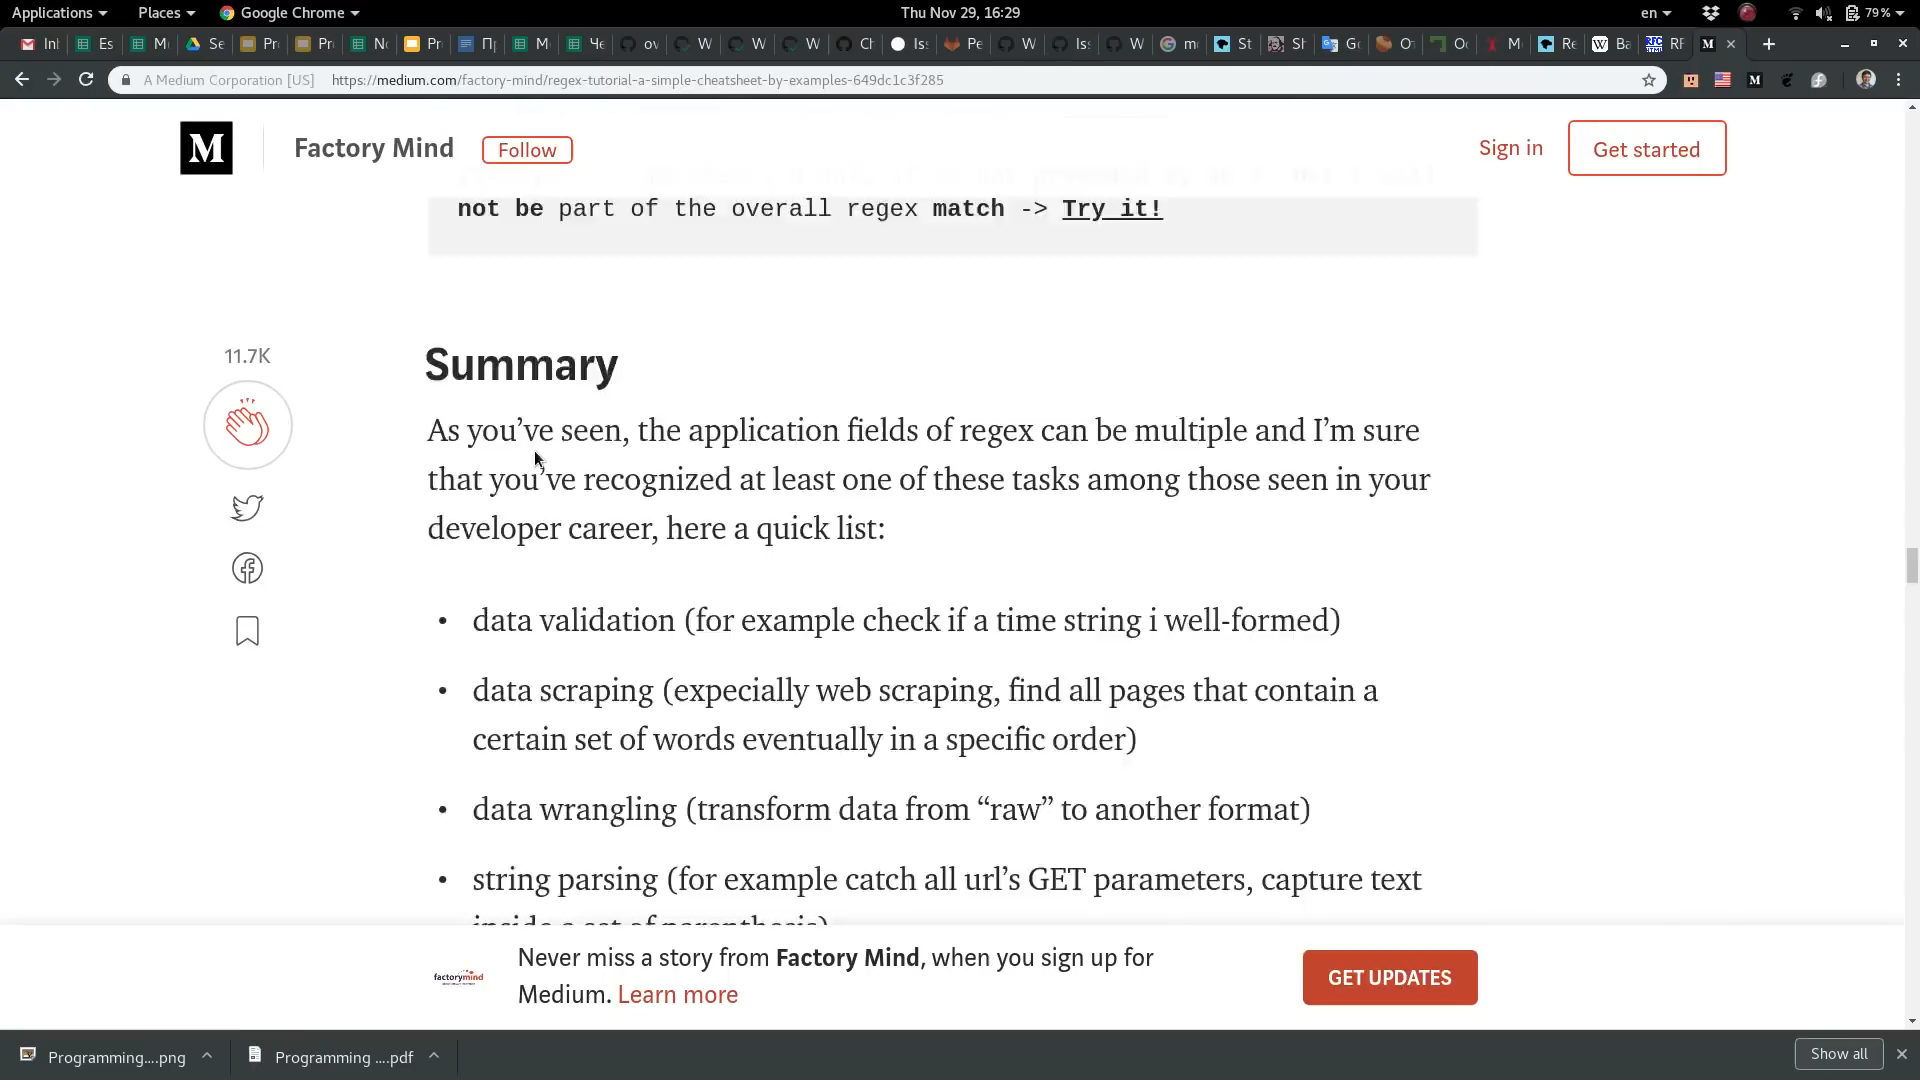 Applications
Places
Google Chrome
Thu Nov 29, 16:29
en
79%
A Medium Corporation [US]
https://medium.com/factory-mind/regex-tutorial-a-simple-cheatsheet-by-examples-649dc1c3f285
M
Factory Mind
Follow
Sign in
Get started
not be part of the overall regex match -> Try it!
11.7K
Summary
As you’ve seen, the application fields of regex can be multiple and I’m sure
that you’ve recognized at least one of these tasks among those seen in your
developer career, here a quick list:
• data validation (for example check if a time string i well-formed)
• data scraping (expecially web scraping, find all pages that contain a
certain set of words eventually in a specific order)
• data wrangling (transform data from “raw” to another format)
• string parsing (for example catch all url’s GET parameters, capture text
inside a set of parenthesis)
factorymind
Never miss a story from Factory Mind, when you sign up for
Medium. Learn more
GET UPDATES
Programming....png
Programming ....pdf
Show all